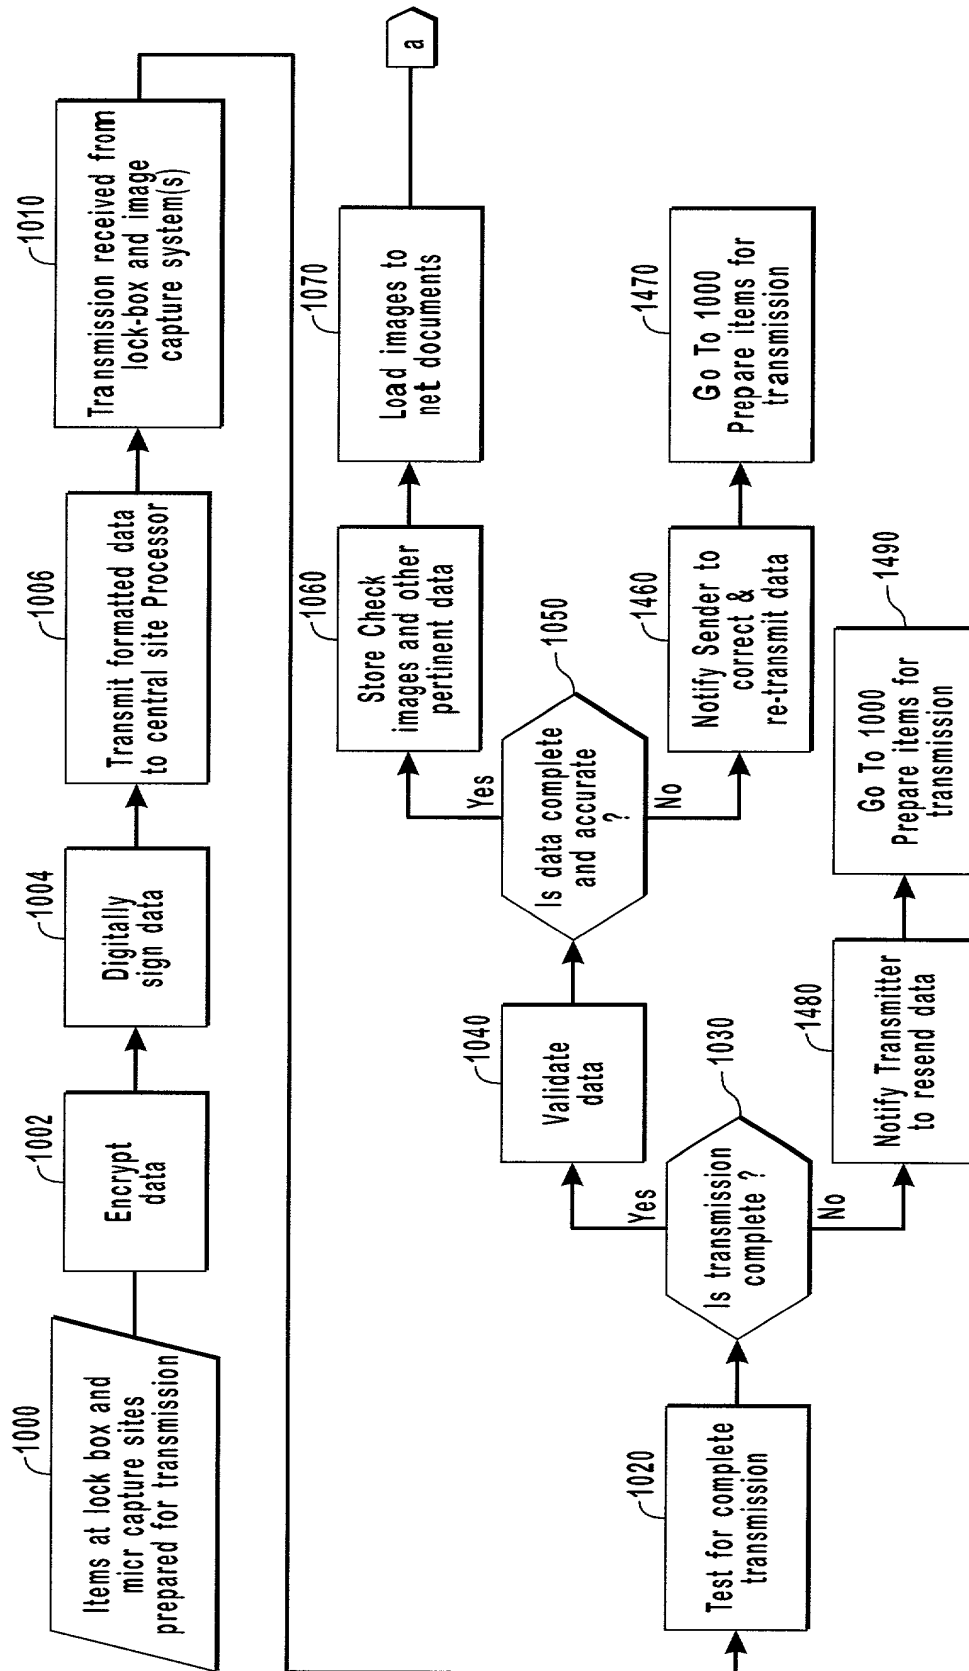 1000
Items at lock box and
micr capture sites
prepared for transmission
1002
Encrypt
data
1004
Digitally
sign data
1006
Transmit formatted data
to central site Processor
1010
Transmission received from
lock-box and image
capture system(s)
1020
Test for complete
transmission
1030
Is transmission
complete ?
Yes
No
1040
Validate
data
1050
Is data complete
and accurate
?
Yes
No
1060
Store Check
images and other
pertinent data
1070
Load images to
net documents
a
1460
Notify Sender to
correct &
re-transmit data
1470
Go To 1000
Prepare items for
transmission
1480
Notify Transmitter
to resend data
1490
Go To 1000
Prepare items for
transmission